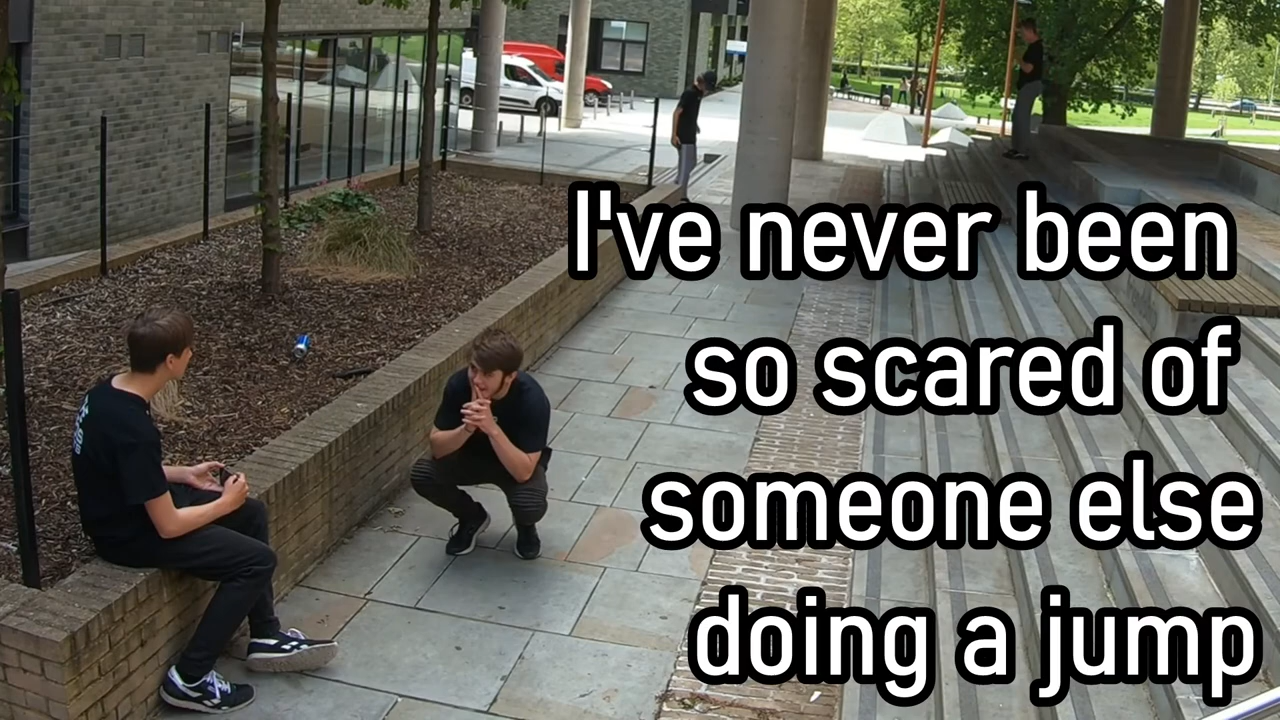 I've never been
so scared of
someone else
doing a jump